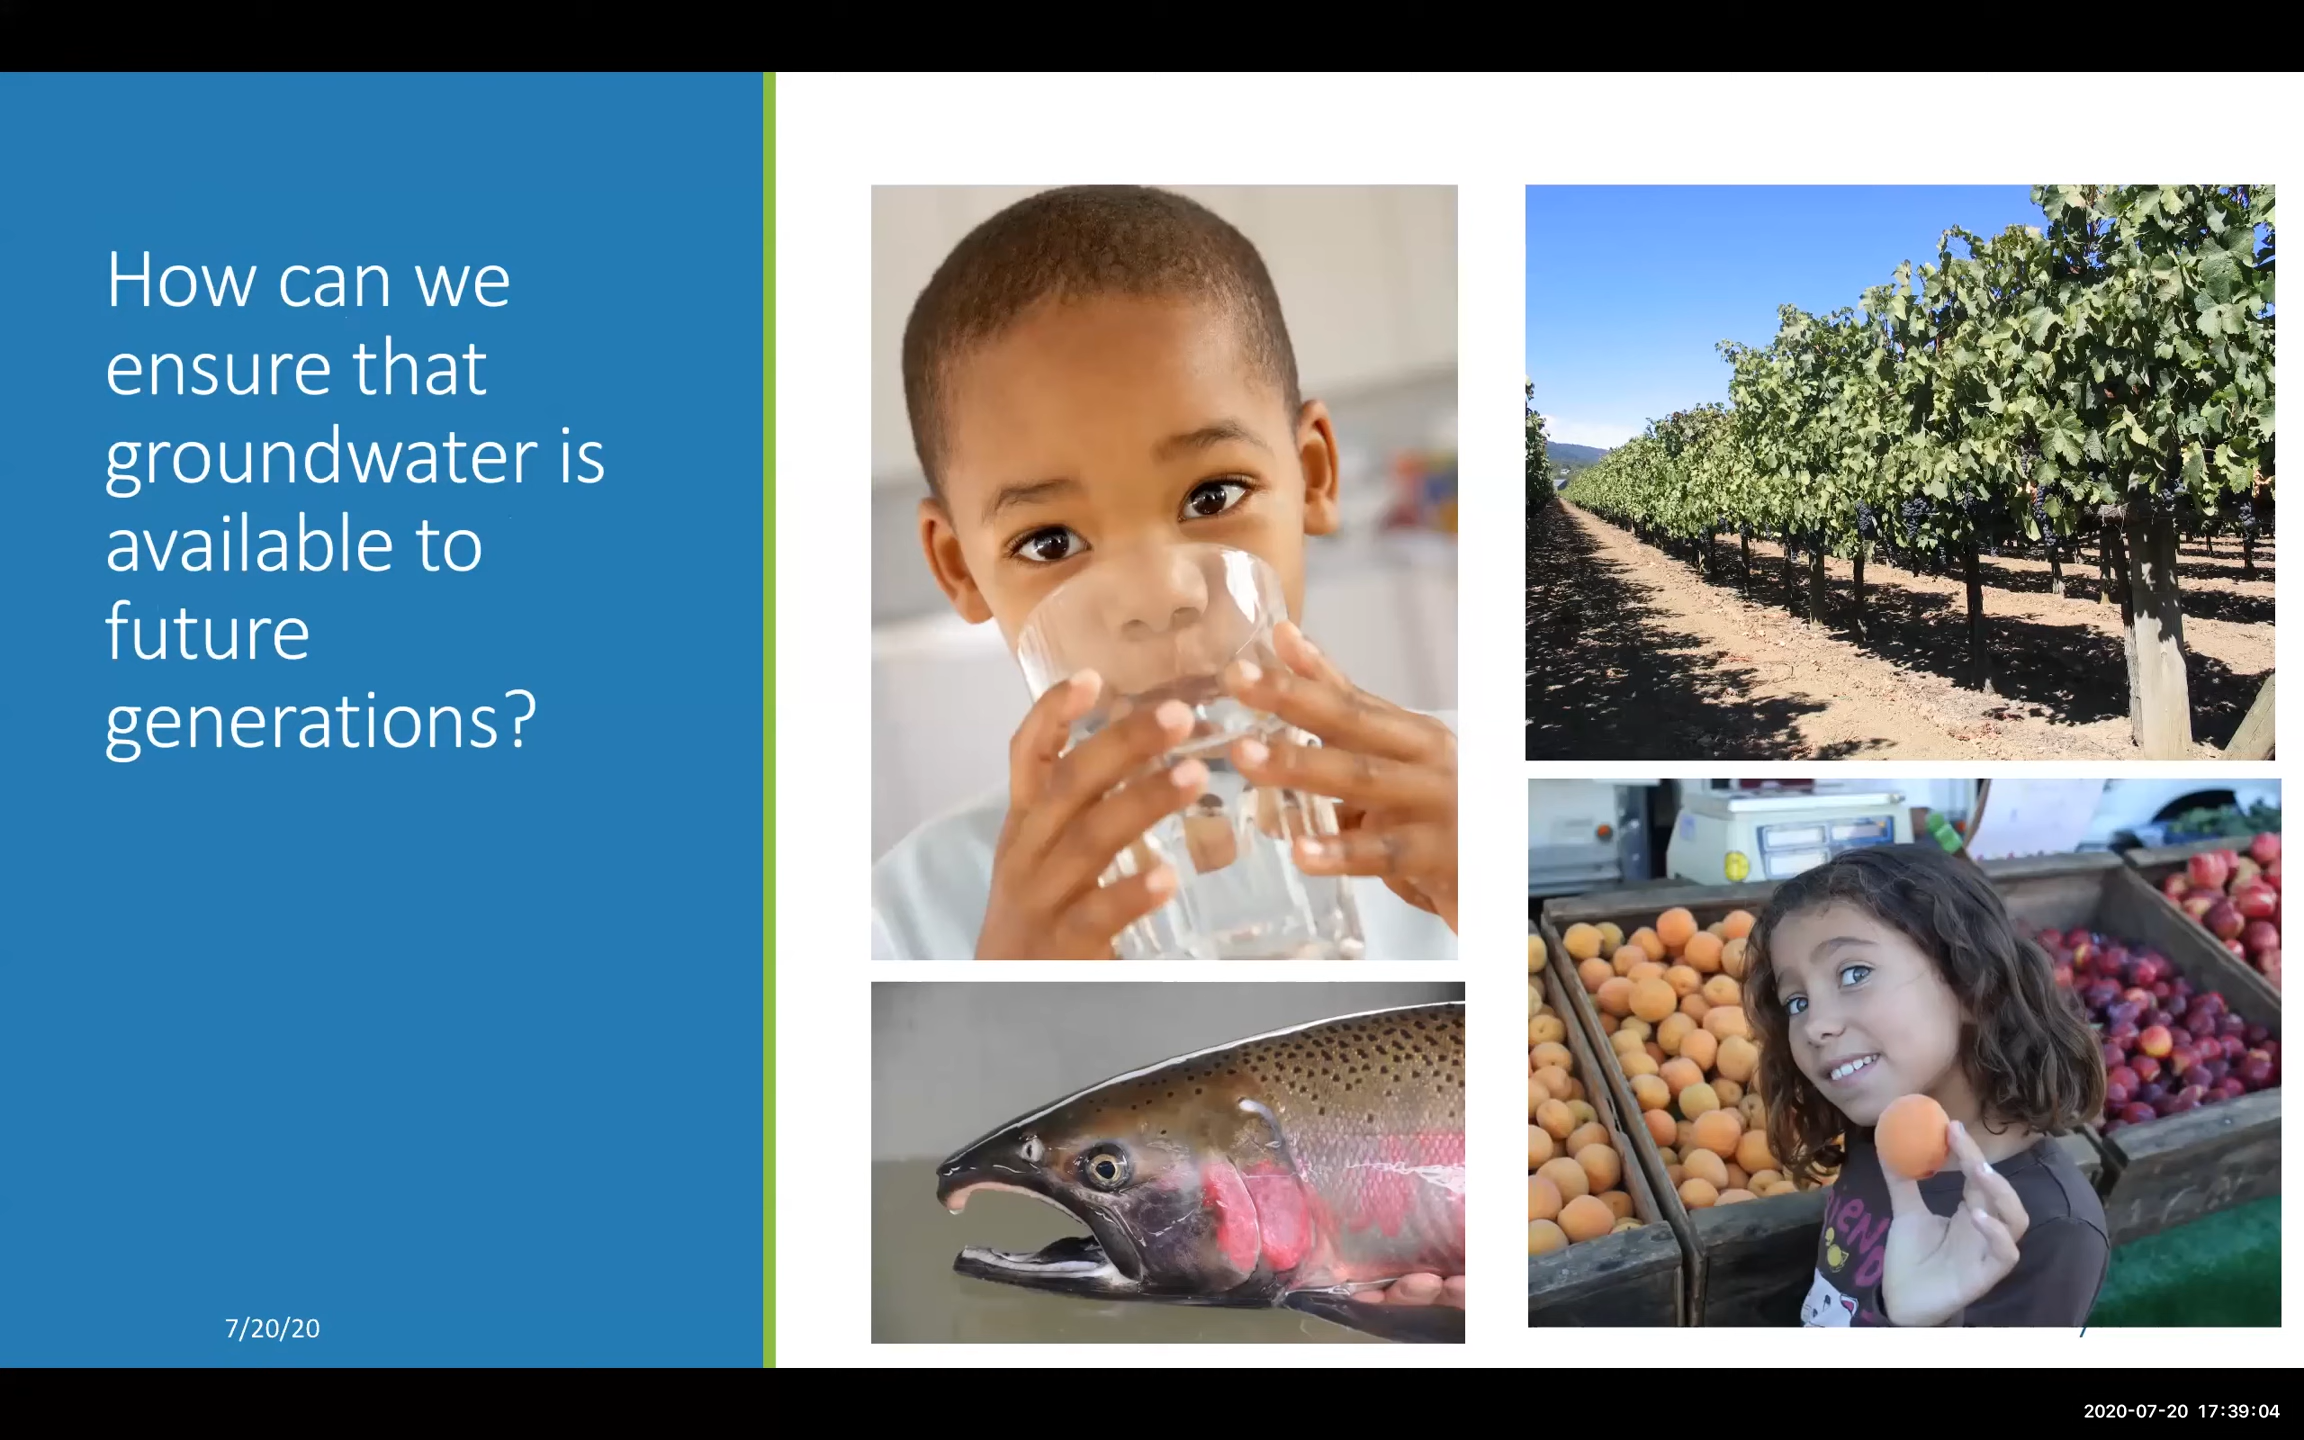 How can we
ensure that
groundwater is
available to
future
generations?
7/20/20
2020-07-20 17:39:04